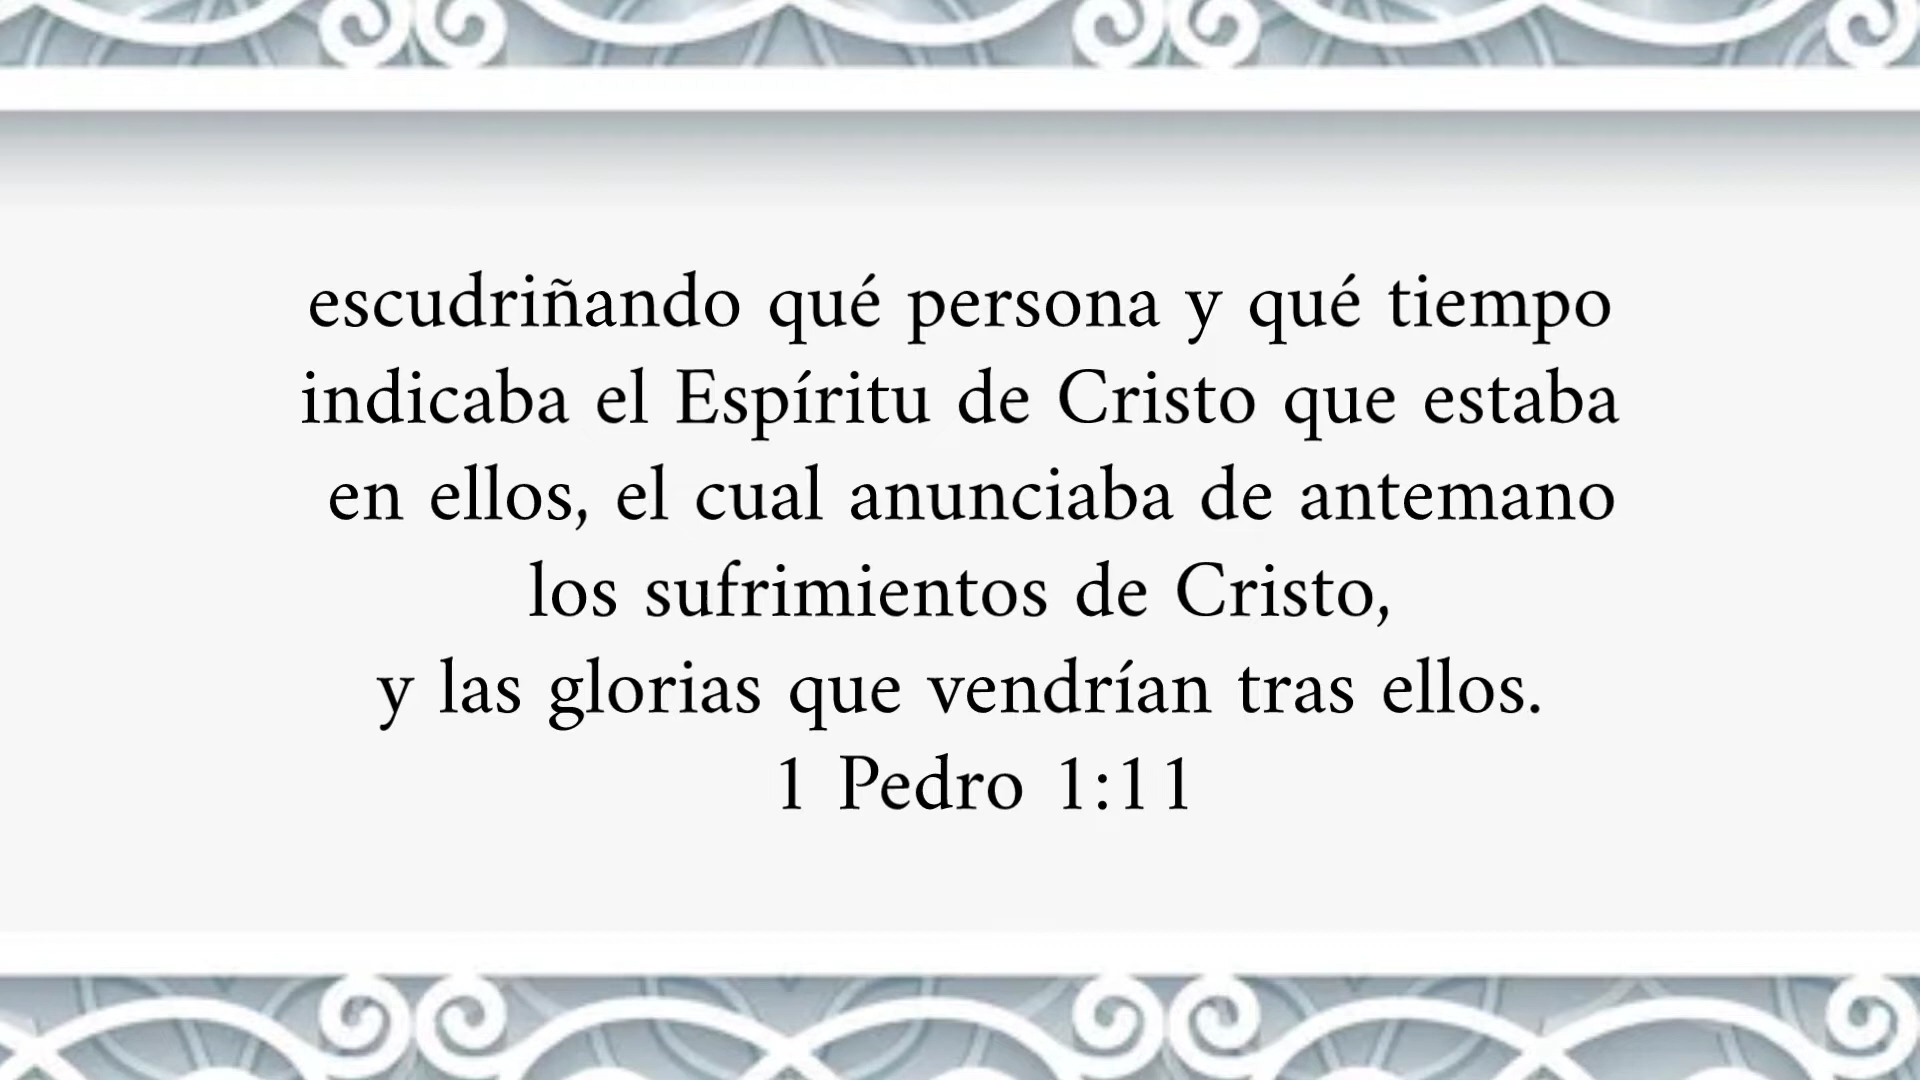 escudriñando qué persona y qué tiempo
indicaba el Espíritu de Cristo que estaba
en ellos, el cual anunciaba de antemano
los sufrimientos de Cristo,
y las glorias que vendrían tras ellos.
1 Pedro 1:11